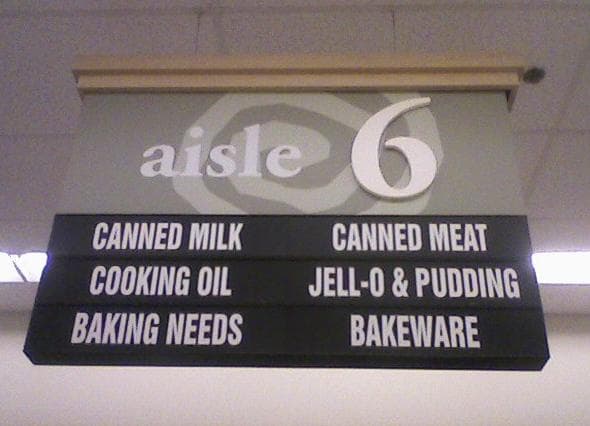 aisle 6
CANNED MILK CANNED MEAT
COOKING OIL JELL-O & PUDDING
BAKING NEEDS BAKEWARE